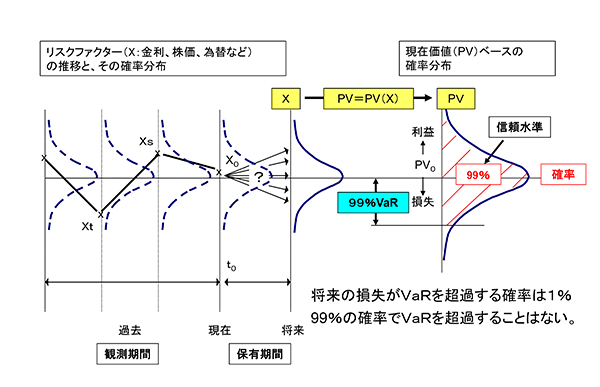 リスクファクター(X:金利、株価、為替など)
の推移と、その確率分布
現在価値(PV)ベースの
確率分布
X
PV=PV(X)
PV
利益
PV₀
損失
信頼水準
99%
確率
99%VaR
Xt
Xs
X₀
?
t₀
過去
現在
将来
観測期間
保有期間
将来の損失がVaRを超過する確率は1%
99%の確率でVaRを超過することはない。